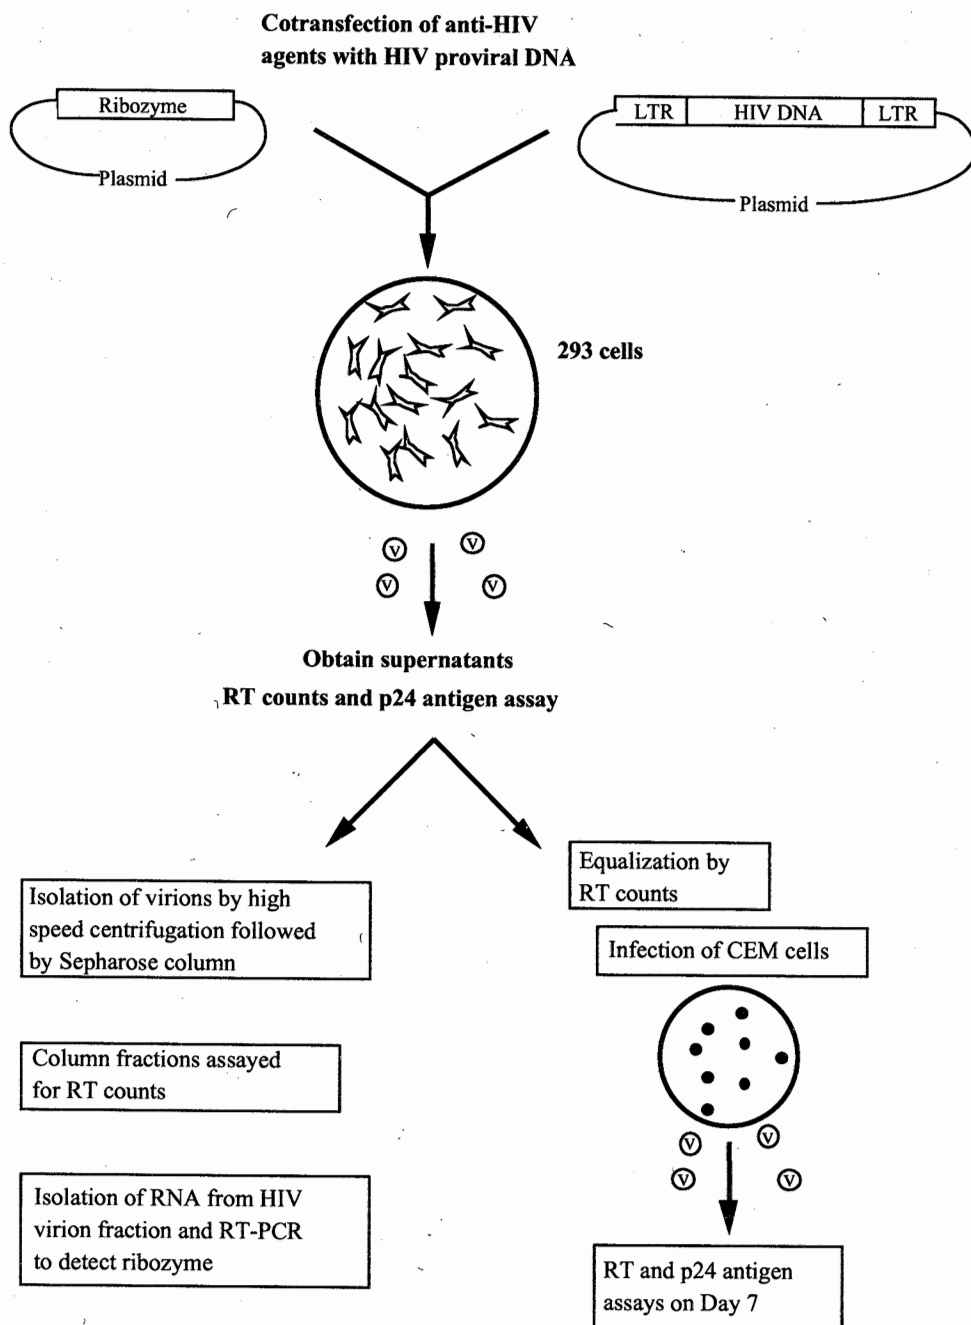 Cotransfection of anti-HIV
agents with HIV proviral DNA
Ribozyme
Plasmid
LTR HIV DNA LTR
Plasmid
293 cells
V V
V V
Obtain supernatants
RT counts and p24 antigen assay
Isolation of virions by high
speed centrifugation followed
by Sepharose column
Column fractions assayed
for RT counts
Isolation of RNA from HIV
virion fraction and RT-PCR
to detect ribozyme
Equalization by
RT counts
Infection of CEM cells
V V
V V
RT and p24 antigen
assays on Day 7